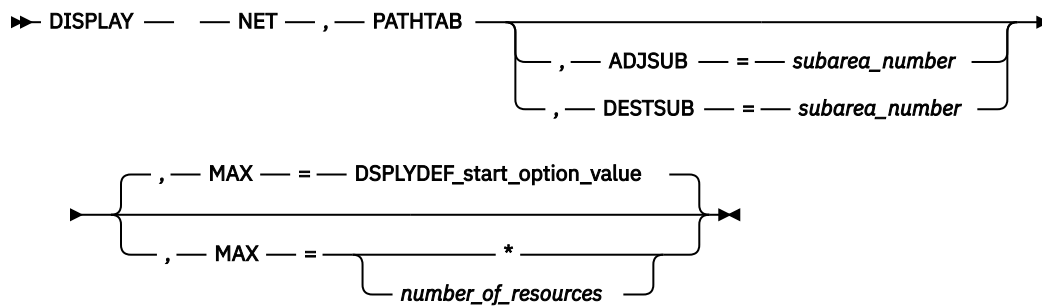 DISPLAY NET , PATHTAB
, ADJSUB = subarea_number
, DESTSUB = subarea_number
, MAX = DSPLYDEF_start_option_value
, MAX = *
number_of_resources